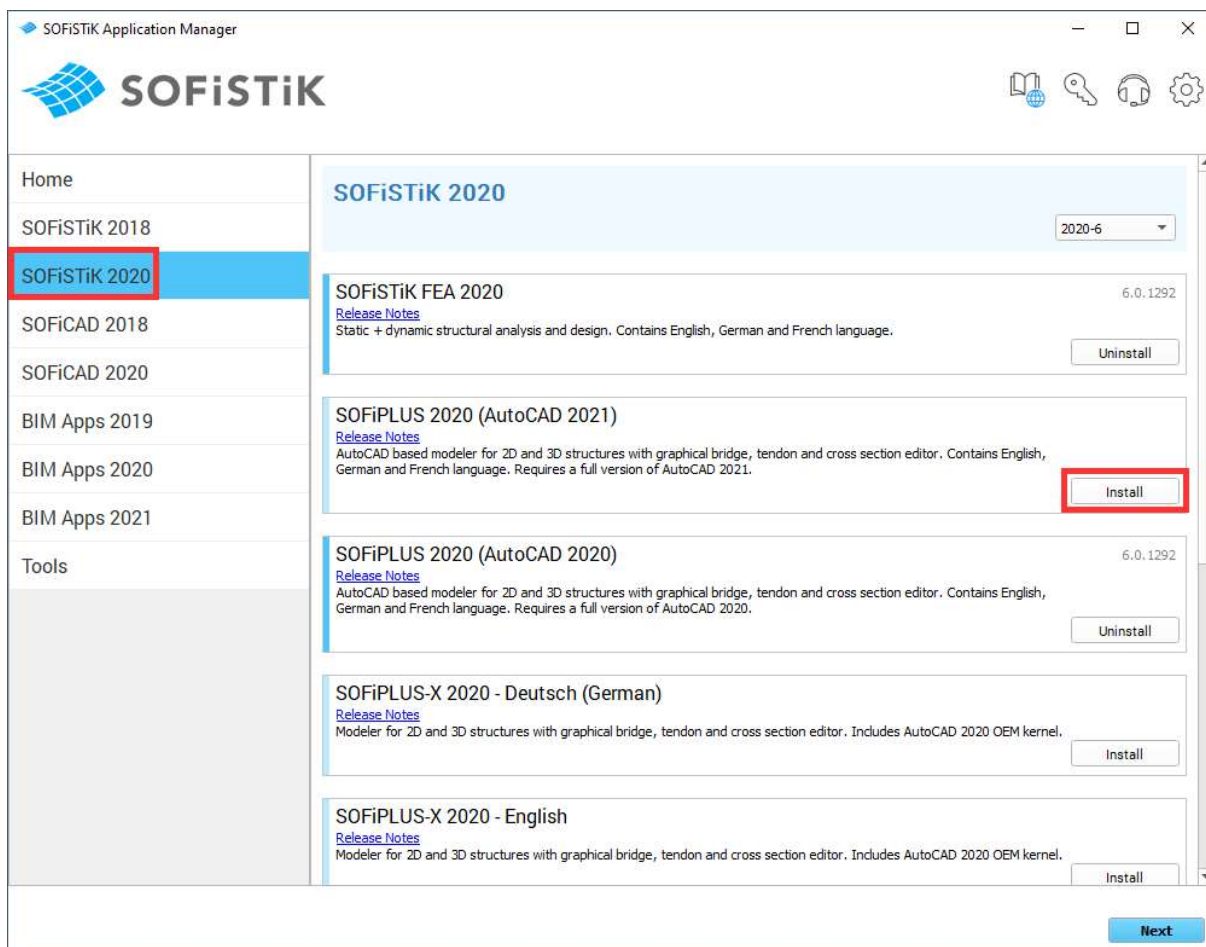 SOFiSTiK Application Manager
SOFiSTiK
Home
SOFiSTiK 2018
SOFiSTiK 2020
SOFiCAD 2018
SOFiCAD 2020
BIM Apps 2019
BIM Apps 2020
BIM Apps 2021
Tools
SOFiSTiK 2020
2020-6
SOFiSTiK FEA 2020
6.0.1292
Release Notes
Static + dynamic structural analysis and design. Contains English, German and French language.
Uninstall
SOFiPLUS 2020 (AutoCAD 2021)
Release Notes
AutoCAD based modeler for 2D and 3D structures with graphical bridge, tendon and cross section editor. Contains English,
German and French language. Requires a full version of AutoCAD 2021.
Install
SOFiPLUS 2020 (AutoCAD 2020)
6.0.1292
Release Notes
AutoCAD based modeler for 2D and 3D structures with graphical bridge, tendon and cross section editor. Contains English,
German and French language. Requires a full version of AutoCAD 2020.
Uninstall
SOFiPLUS-X 2020 - Deutsch (German)
Release Notes
Modeler for 2D and 3D structures with graphical bridge, tendon and cross section editor. Includes AutoCAD 2020 OEM kernel.
Install
SOFiPLUS-X 2020 - English
Release Notes
Modeler for 2D and 3D structures with graphical bridge, tendon and cross section editor. Includes AutoCAD 2020 OEM kernel.
Install
Next